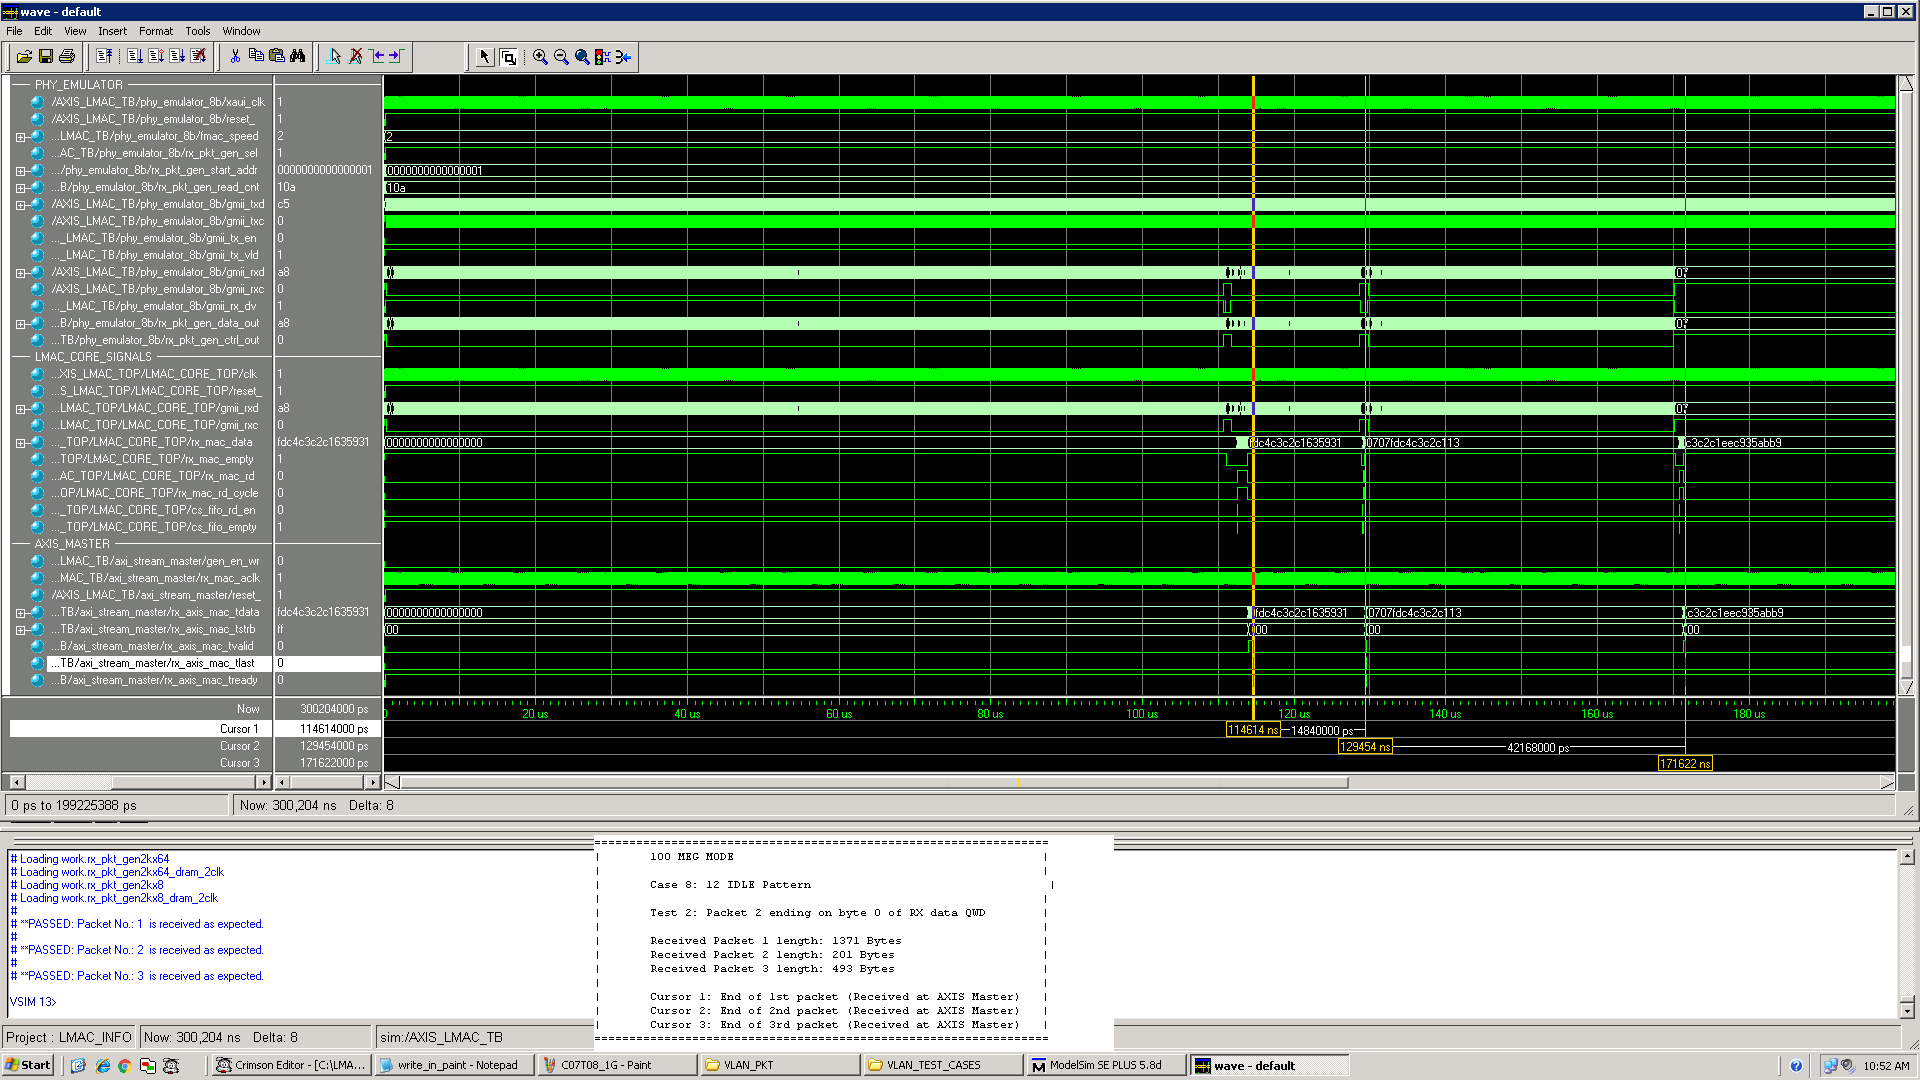 wave - default
File Edit View Insert Format Tools Window
PHY_EMULATOR
/AXIS_LMAC_TB/phy_emulator_8b/xaui_clk 1
/AXIS_LMAC_TB/phy_emulator_8b/reset_ 1
...LMAC_TB/phy_emulator_8b/fmac_speed 2 2
...AC_TB/phy_emulator_8b/rx_pkt_gen_sel 1
.../phy_emulator_8b/rx_pkt_gen_start_addr 0000000000000001 0000000000000001
...B/phy_emulator_8b/rx_pkt_gen_read_cnt 10a 10a
/AXIS_LMAC_TB/phy_emulator_8b/gmii_txd c5
/AXIS_LMAC_TB/phy_emulator_8b/gmii_txc 0
..._LMAC_TB/phy_emulator_8b/gmii_tx_en 0
..._LMAC_TB/phy_emulator_8b/gmii_tx_vld 1
/AXIS_LMAC_TB/phy_emulator_8b/gmii_rxd a8 07
/AXIS_LMAC_TB/phy_emulator_8b/gmii_rxc 0
..._LMAC_TB/phy_emulator_8b/gmii_rx_dv 1
...B/phy_emulator_8b/rx_pkt_gen_data_out a8 07
...TB/phy_emulator_8b/rx_pkt_gen_ctrl_out 0
LMAC_CORE_SIGNALS
...XIS_LMAC_TOP/LMAC_CORE_TOP/clk 1
...S_LMAC_TOP/LMAC_CORE_TOP/reset_ 1
...LMAC_TOP/LMAC_CORE_TOP/gmii_rxd a8 07
...LMAC_TOP/LMAC_CORE_TOP/gmii_rxc 0
..._TOP/LMAC_CORE_TOP/rx_mac_data fdc4c3c2c1635931 0000000000000000 fdc4c3c2c1635931 0707fdc4c3c2c113 c3c2c1eec935abb9
...TOP/LMAC_CORE_TOP/rx_mac_empty 1
...AC_TOP/LMAC_CORE_TOP/rx_mac_rd 0
...OP/LMAC_CORE_TOP/rx_mac_rd_cycle 0
..._TOP/LMAC_CORE_TOP/cs_fifo_rd_en 0
..._TOP/LMAC_CORE_TOP/cs_fifo_empty 1
AXIS_MASTER
...LMAC_TB/axi_stream_master/gen_en_wr 0
...MAC_TB/axi_stream_master/rx_mac_aclk 1
/AXIS_LMAC_TB/axi_stream_master/reset_ 1
...TB/axi_stream_master/rx_axis_mac_tdata fdc4c3c2c1635931 0000000000000000 fdc4c3c2c1635931 0707fdc4c3c2c113 c3c2c1eec935abb9
...TB/axi_stream_master/rx_axis_mac_tstrb ff 00 00 00 00
...B/axi_stream_master/rx_axis_mac_tvalid 0
...TB/axi_stream_master/rx_axis_mac_tlast 0
...B/axi_stream_master/rx_axis_mac_tready 0
Now 300204000 ps 0 20 us 40 us 60 us 80 us 100 us 120 us 140 us 160 us 180 us
Cursor 1 114614000 ps 114614 ns 14840000 ps
Cursor 2 129454000 ps 129454 ns 42168000 ps
Cursor 3 171622000 ps 171622 ns
0 ps to 199225388 ps Now: 300,204 ns Delta: 8
# Loading work.rx_pkt_gen2kx64
# Loading work.rx_pkt_gen2kx64_dram_2clk
# Loading work.rx_pkt_gen2kx8
# Loading work.rx_pkt_gen2kx8_dram_2clk
#
# **PASSED: Packet No.: 1 is received as expected.
#
# **PASSED: Packet No.: 2 is received as expected.
#
# **PASSED: Packet No.: 3 is received as expected.
VSIM 13>
100 MEG MODE
Case 8: 12 IDLE Pattern
Test 2: Packet 2 ending on byte 0 of RX data QWD
Received Packet 1 length: 1371 Bytes
Received Packet 2 length: 201 Bytes
Received Packet 3 length: 493 Bytes
Cursor 1: End of 1st packet (Received at AXIS Master)
Cursor 2: End of 2nd packet (Received at AXIS Master)
Cursor 3: End of 3rd packet (Received at AXIS Master)
Project : LMAC_INFO Now: 300,204 ns Delta: 8 sim:/AXIS_LMAC_TB
Start Crimson Editor - [C:\LMA... write_in_paint - Notepad C07T08_1G - Paint VLAN_PKT VLAN_TEST_CASES ModelSim SE PLUS 5.8d wave - default 10:52 AM